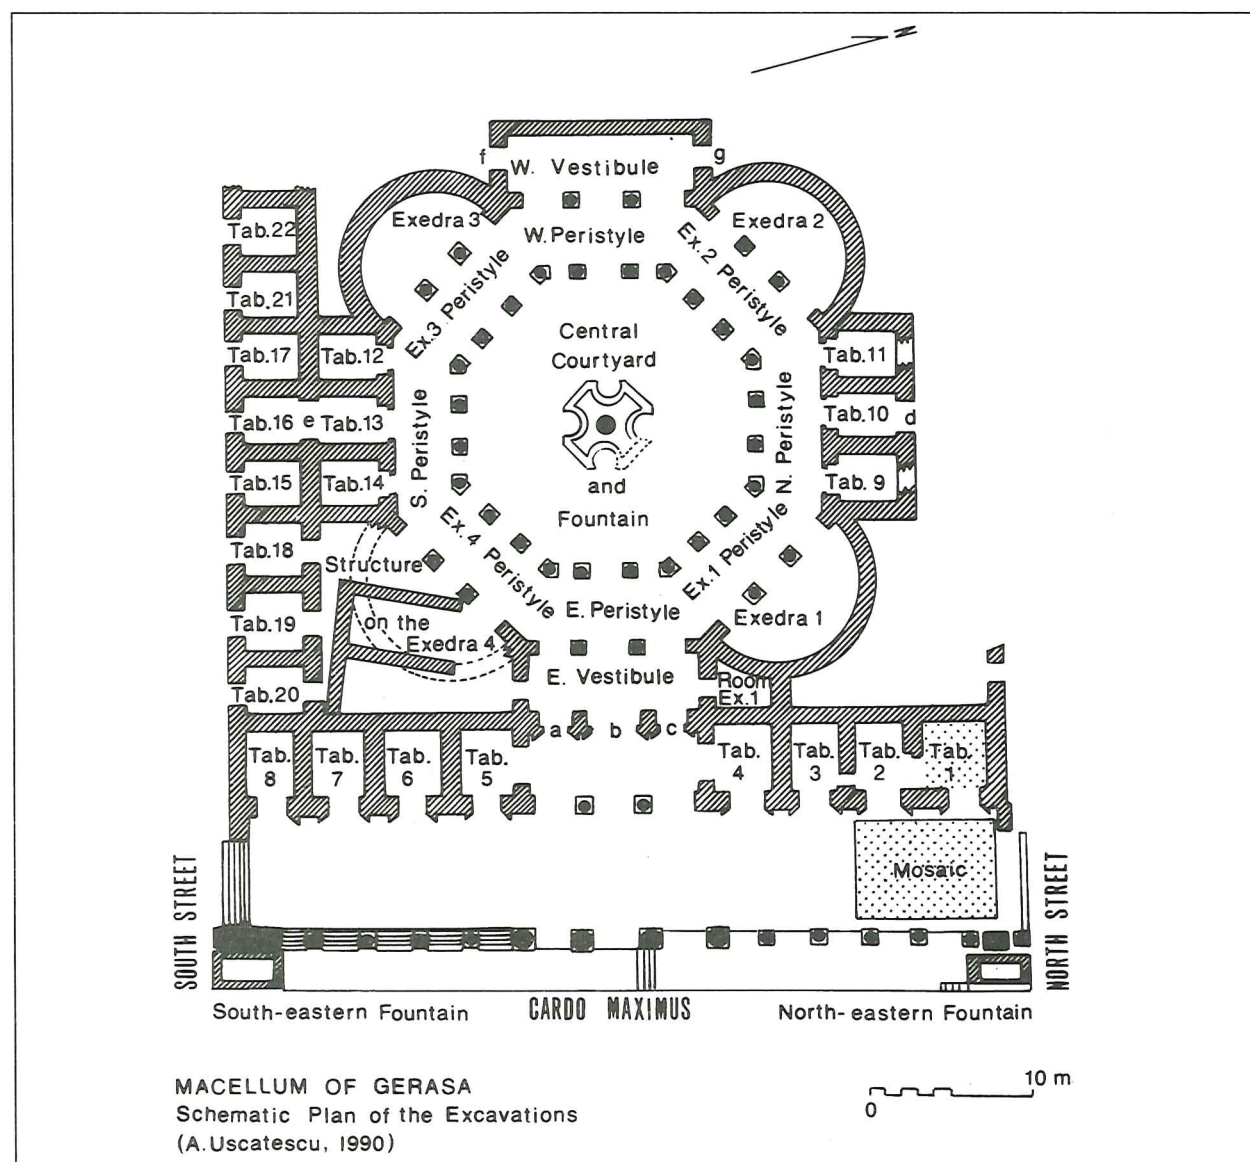 N
f
W. Vestibule
g
Exedra 3
Exedra 2
W. Peristyle
Ex.3 Peristyle
Ex.2 Peristyle
Tab.22
Tab.21
Tab.17
Tab.12
Central
Courtyard
and
Fountain
Tab.11
Tab.16
e
Tab.13
Tab.10
d
S. Peristyle
N. Peristyle
Tab.15
Tab.14
Tab. 9
Ex.4 Peristyle
Ex.1 Peristyle
Tab.18
Structure
on the
Exedra 4
E. Peristyle
Exedra 1
Tab.19
E. Vestibule
Room
Ex.1
Tab.20
a
b
c
Tab.
8
Tab.
7
Tab.
6
Tab.
5
Tab.
4
Tab.
3
Tab.
2
Tab.
1
Mosaic
SOUTH STREET
NORTH STREET
South-eastern Fountain
CARDO MAXIMUS
North-eastern Fountain
MACELLUM OF GERASA
Schematic Plan of the Excavations
(A.Uscatescu, 1990)
10 m
0